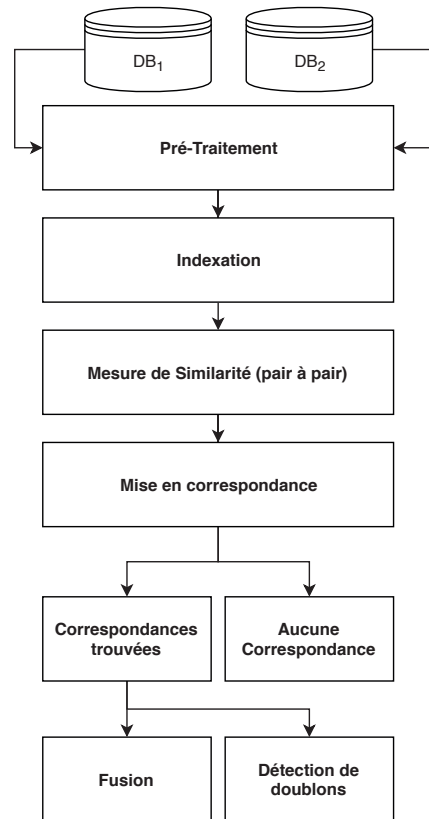 DB₁
DB₂
Pré-Traitement
Indexation
Mesure de Similarité (pair à pair)
Mise en correspondance
Correspondances
trouvées
Aucune
Correspondance
Fusion
Détection de
doublons